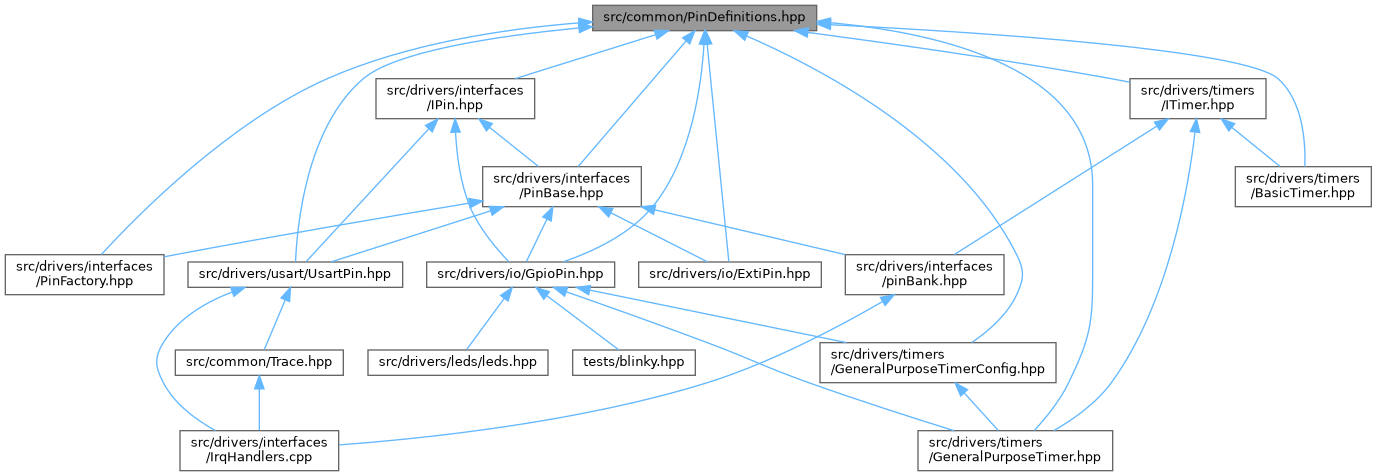 src/common/PinDefinitions.hpp
src/drivers/interfaces
/IPin.hpp
src/drivers/timers
/ITimer.hpp
src/drivers/interfaces
/PinBase.hpp
src/drivers/timers
/BasicTimer.hpp
src/drivers/interfaces
/PinFactory.hpp
src/drivers/usart/UsartPin.hpp
src/drivers/io/GpioPin.hpp
src/drivers/io/ExtiPin.hpp
src/drivers/interfaces
/pinBank.hpp
src/common/Trace.hpp
src/drivers/leds/leds.hpp
tests/blinky.hpp
src/drivers/timers
/GeneralPurposeTimerConfig.hpp
src/drivers/interfaces
/IrqHandlers.cpp
src/drivers/timers
/GeneralPurposeTimer.hpp